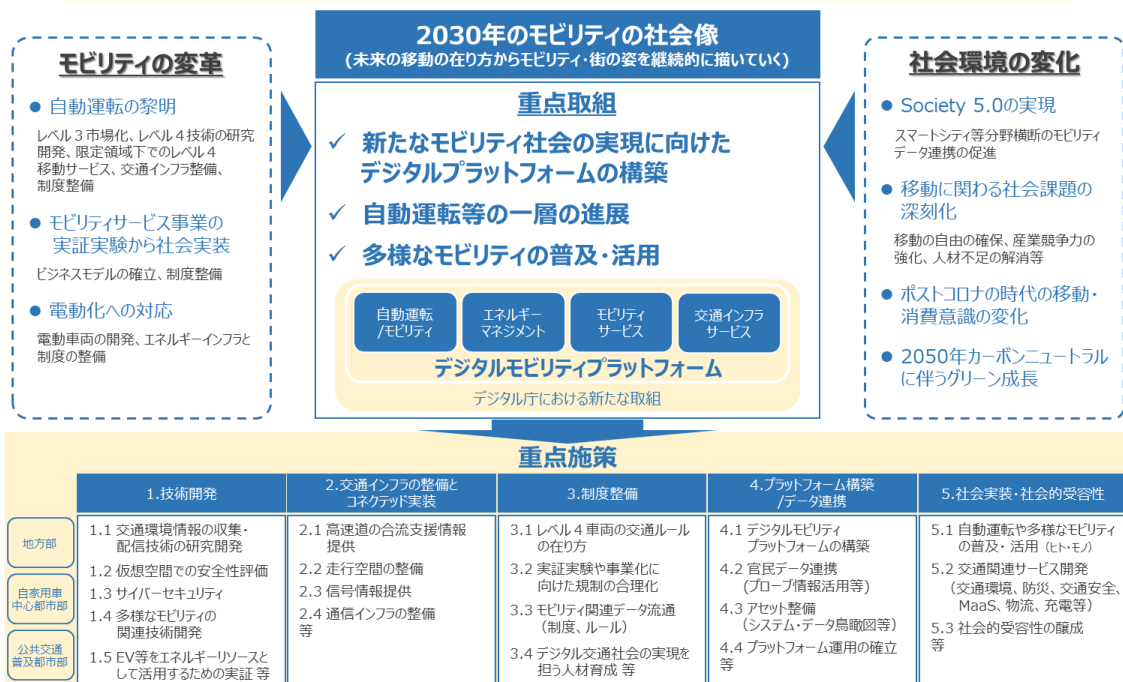 2030年のモビリティの社会像
(未来の移動の在り方からモビリティ・街の姿を継続的に描いていく)
モビリティの変革
● 自動運転の黎明
レベル3市場化、レベル4技術の研究
開発、限定領域下でのレベル4
移動サービス、交通インフラ整備、
制度整備
● モビリティサービス事業の
実証実験から社会実装
ビジネスモデルの確立、制度整備
● 電動化への対応
電動車両の開発、エネルギーインフラと
制度の整備
重点取組
✓ 新たなモビリティ社会の実現に向けた
デジタルプラットフォームの構築
✓ 自動運転等の一層の進展
✓ 多様なモビリティの普及・活用
自動運転
/モビリティ
エネルギー
マネジメント
モビリティ
サービス
交通インフラ
サービス
デジタルモビリティプラットフォーム
デジタル庁における新たな取組
社会環境の変化
● Society 5.0の実現
スマートシティ等分野横断のモビリティ
データ連携の促進
● 移動に関わる社会課題の
深刻化
移動の自由の確保、産業競争力の
強化、人材不足の解消等
● ポストコロナの時代の移動・
消費意識の変化
● 2050年カーボンニュートラル
に伴うグリーン成長
重点施策
地方部
自家用車
中心都市部
公共交通
普及都市部
1.技術開発
1.1 交通環境情報の収集・
配信技術の研究開発
1.2 仮想空間での安全性評価
1.3 サイバーセキュリティ
1.4 多様なモビリティの
関連技術開発
1.5 EV等をエネルギーリソースと
して活用するための実証 等
2.交通インフラの整備と
コネクテッド実装
2.1 高速道の合流支援情報
提供
2.2 走行空間の整備
2.3 信号情報提供
2.4 通信インフラの整備
等
3.制度整備
3.1 レベル4車両の交通ルール
の在り方
3.2 実証実験や事業化に
向けた規制の合理化
3.3 モビリティ関連データ流通
(制度、ルール)
3.4 デジタル交通社会の実現を
担う人材育成 等
4.プラットフォーム構築
/データ連携
4.1 デジタルモビリティ
プラットフォームの構築
4.2 官民データ連携
(プローブ情報活用等)
4.3 アセット整備
(システム・データ鳥瞰図等)
4.4 プラットフォーム運用の確立
等
5.社会実装・社会的受容性
5.1 自動運転や多様なモビリティ
の普及・活用 (ヒト・モノ)
5.2 交通関連サービス開発
(交通環境、防災、交通安全、
MaaS、物流、充電等)
5.3 社会的受容性の醸成
等